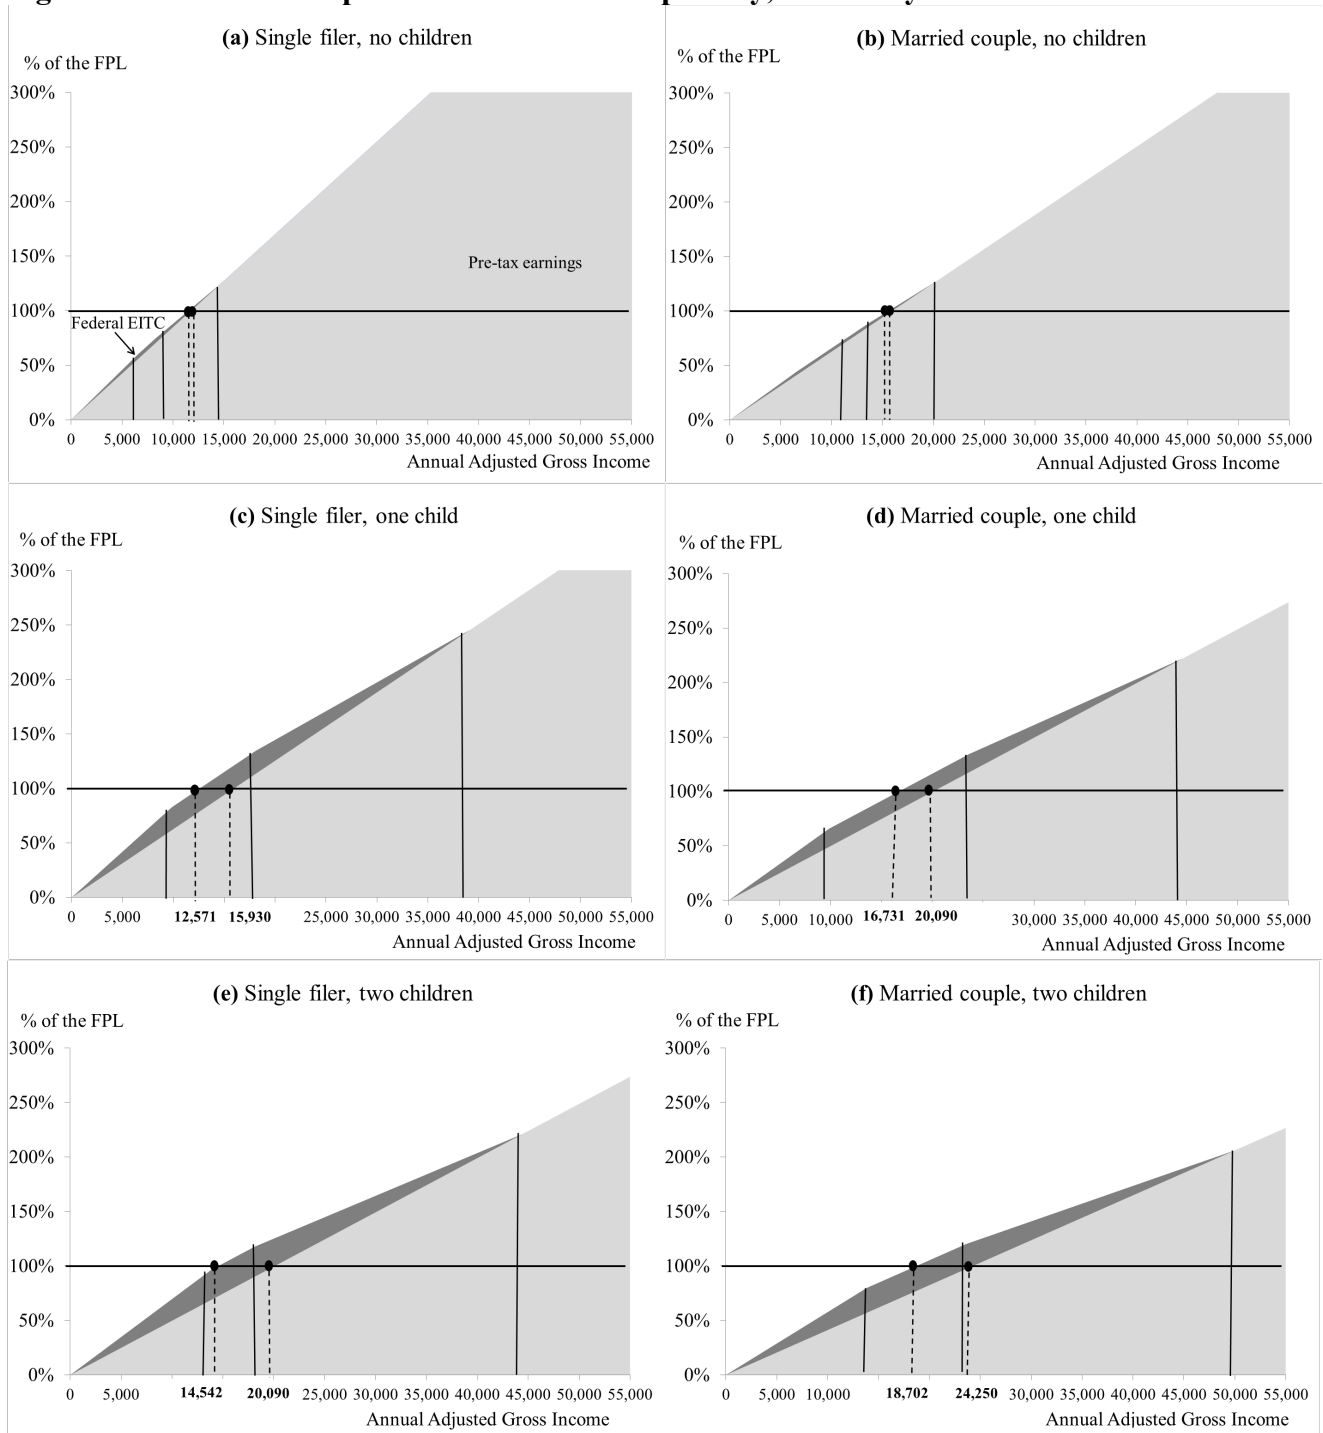 (a) Single filer, no children
% of the FPL
300%
250%
200%
150%
100%
50%
0%
Pre-tax earnings
Federal EITC
0 5,000 10,000 15,000 20,000 25,000 30,000 35,000 40,000 45,000 50,000 55,000
Annual Adjusted Gross Income
(b) Married couple, no children
% of the FPL
300%
250%
200%
150%
100%
50%
0%
0 5,000 10,000 15,000 20,000 25,000 30,000 35,000 40,000 45,000 50,000 55,000
Annual Adjusted Gross Income
(c) Single filer, one child
% of the FPL
300%
250%
200%
150%
100%
50%
0%
0 5,000 12,571 15,930 25,000 30,000 35,000 40,000 45,000 50,000 55,000
Annual Adjusted Gross Income
(d) Married couple, one child
% of the FPL
300%
250%
200%
150%
100%
50%
0%
0 5,000 10,000 16,731 20,090 30,000 35,000 40,000 45,000 50,000 55,000
Annual Adjusted Gross Income
(e) Single filer, two children
% of the FPL
300%
250%
200%
150%
100%
50%
0%
0 5,000 14,542 20,090 25,000 30,000 35,000 40,000 45,000 50,000 55,000
Annual Adjusted Gross Income
(f) Married couple, two children
% of the FPL
300%
250%
200%
150%
100%
50%
0%
0 5,000 10,000 18,702 24,250 30,000 35,000 40,000 45,000 50,000 55,000
Annual Adjusted Gross Income